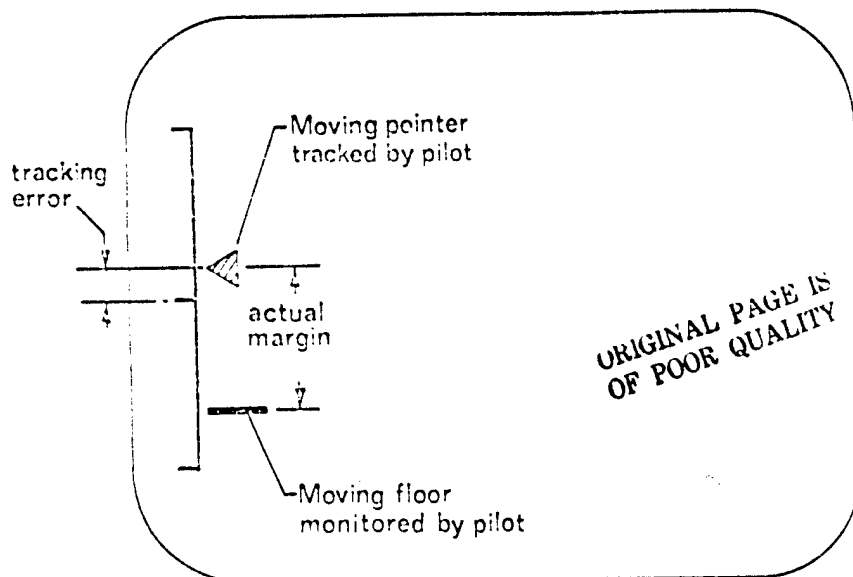 Moving pointer
tracked by pilot
tracking
error
actual
margin
ORIGINAL PAGE IS
OF POOR QUALITY
Moving floor
monitored by pilot